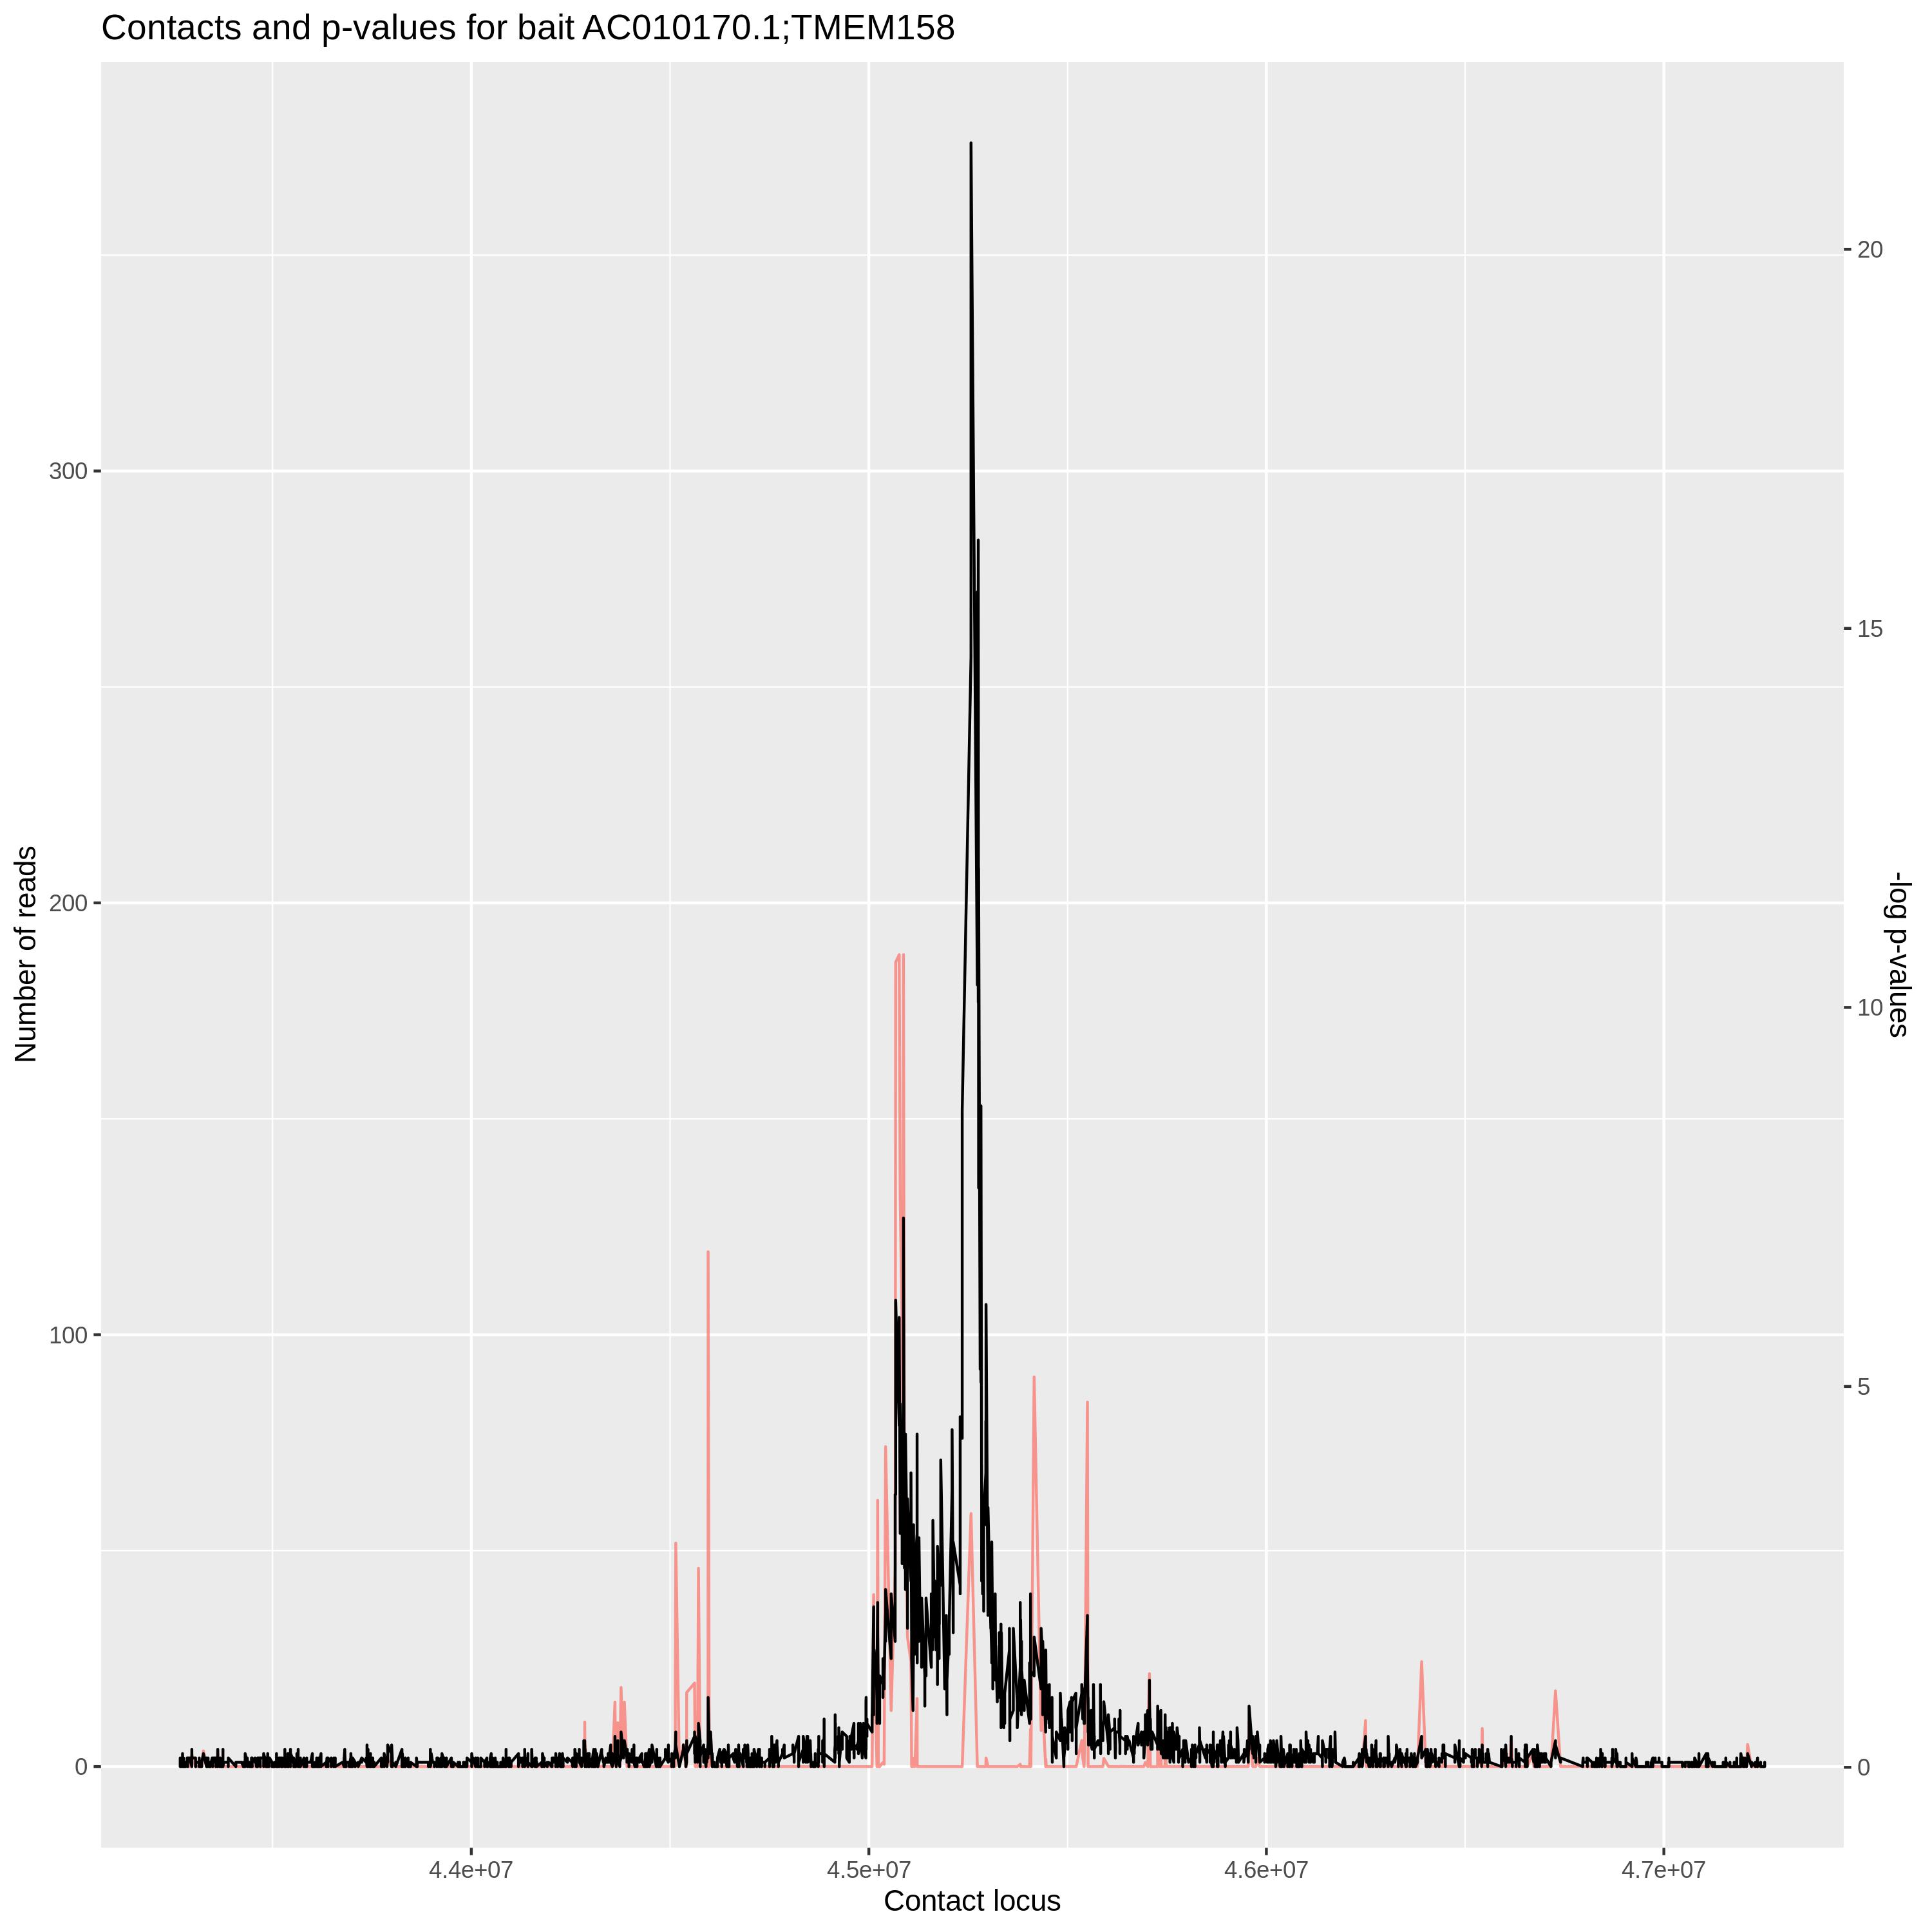 Contacts and p-values for bait AC010170.1;TMEM158
Number of reads
300
200
100
0
20
15
10
5
0
-log p-values
4.4e+07
4.5e+07
4.6e+07
4.7e+07
Contact locus